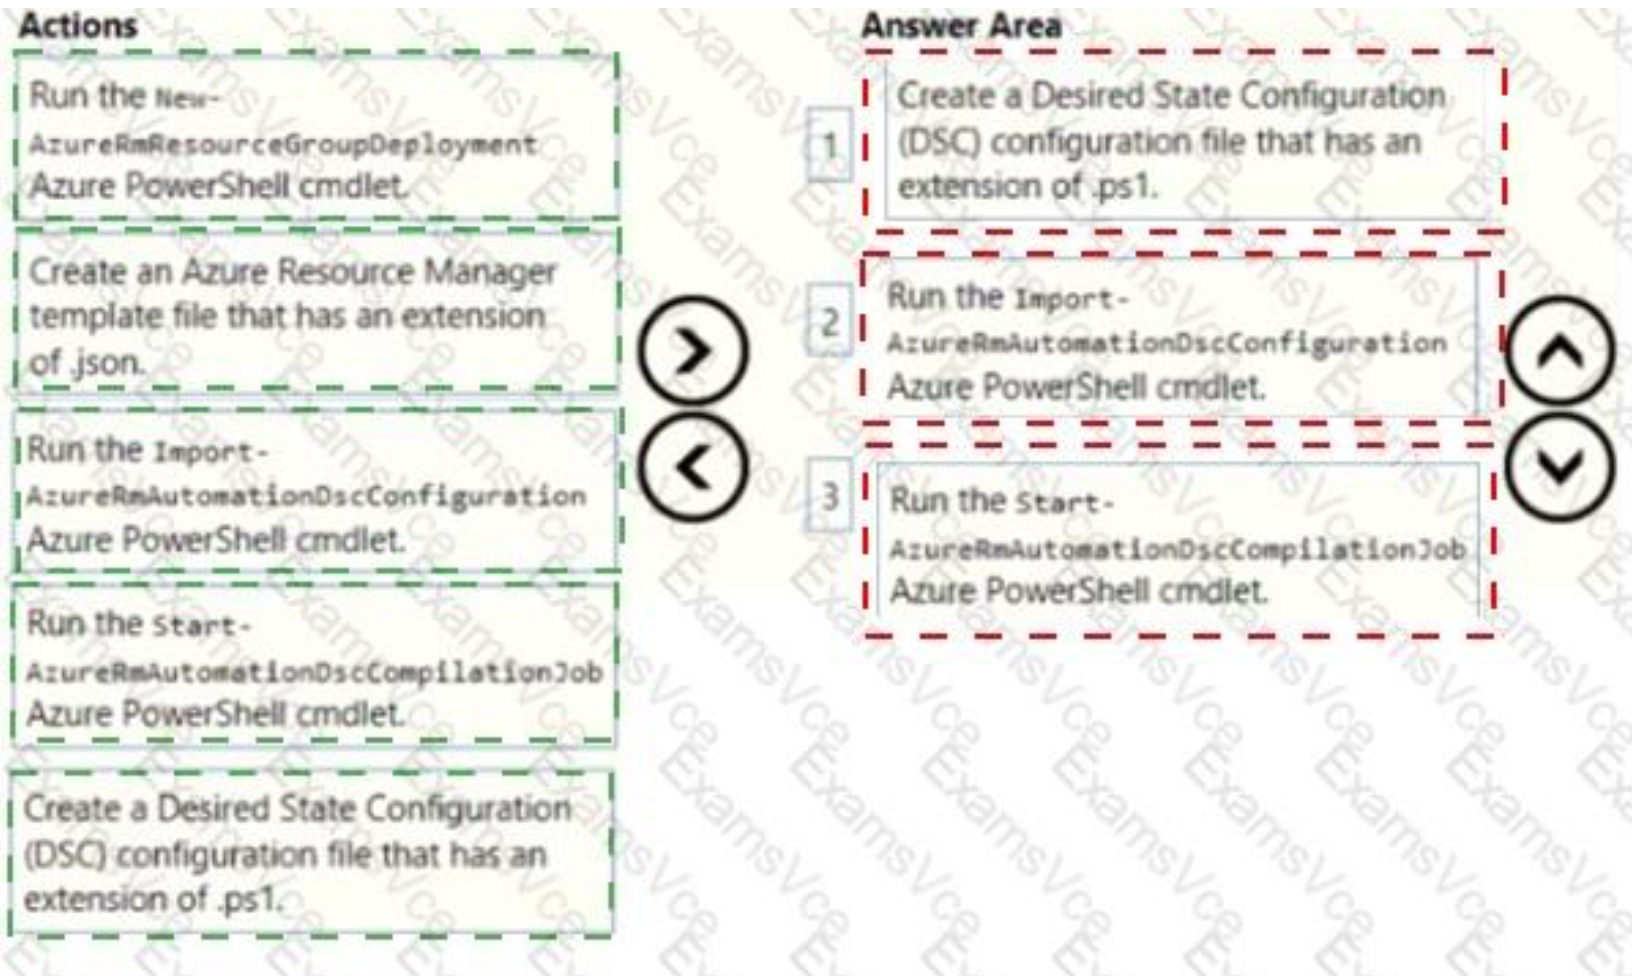 Actions
Run the New-
AzureRmResourceGroupDeployment
Azure PowerShell cmdlet.
Create an Azure Resource Manager
template file that has an extension
of .json.
Run the Import-
AzureRmAutomationDscConfiguration
Azure PowerShell cmdlet.
Run the Start-
AzureRmAutomationDscCompilationJob
Azure PowerShell cmdlet.
Create a Desired State Configuration
(DSC) configuration file that has an
extension of .ps1.
Answer Area
1
Create a Desired State Configuration
(DSC) configuration file that has an
extension of .ps1.
2
Run the Import-
AzureRmAutomationDscConfiguration
Azure PowerShell cmdlet.
3
Run the Start-
AzureRmAutomationDscCompilationJob
Azure PowerShell cmdlet.
ExamsVce